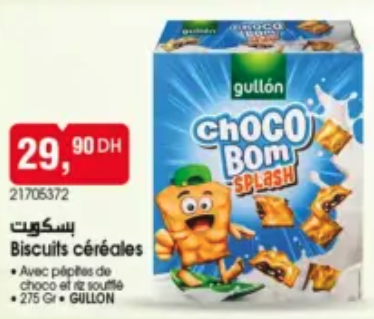 gullón
CHOCO
BOM
SPLASH
29,90 DH
21705372
بسكويت
Biscuits céréales
• Avec pépites de
choco et riz soufflé
• 275 Gr • GULLON